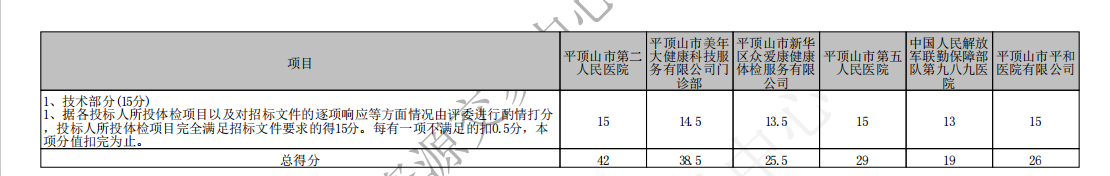 项目
平顶山市第二
人民医院
平顶山市美年
大健康科技服
务有限公司门
诊部
平顶山市新华
区众爱康健康
体检服务有限
公司
平顶山市第五
人民医院
中国人民解放
军联勤保障部
队第九八九医
院
平顶山市平和
医院有限公司
1、技术部分(15分)
1、据各投标人所投体检项目以及对招标文件的逐项响应等方面情况由评委进行酌情打分
，投标人所投体检项目完全满足招标文件要求的得15分。每有一项不满足的扣0.5分，本
项分值扣完为止。
15
14.5
13.5
15
13
15
总得分
42
38.5
25.5
29
19
26